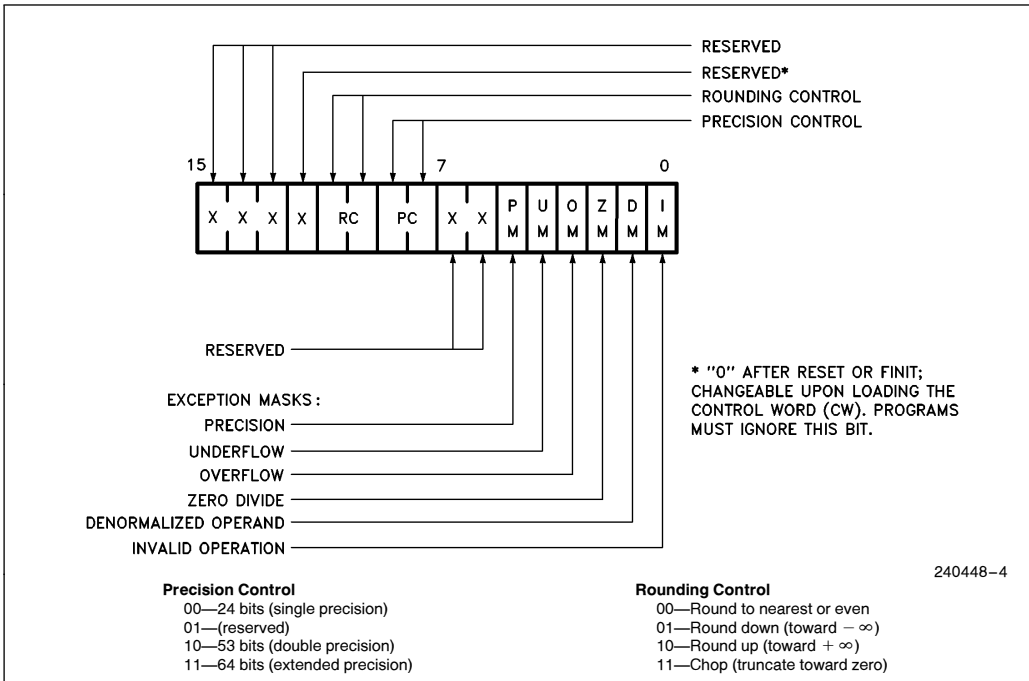 RESERVED
RESERVED*
ROUNDING CONTROL
PRECISION CONTROL
15 7 0
X X X X RC PC X X P M U M O M Z M D M I M
RESERVED
* "0" AFTER RESET OR FINIT;
CHANGEABLE UPON LOADING THE
CONTROL WORD (CW). PROGRAMS
MUST IGNORE THIS BIT.
EXCEPTION MASKS:
PRECISION
UNDERFLOW
OVERFLOW
ZERO DIVIDE
DENORMALIZED OPERAND
INVALID OPERATION
240448–4
Precision Control
00—24 bits (single precision)
01—(reserved)
10—53 bits (double precision)
11—64 bits (extended precision)
Rounding Control
00—Round to nearest or even
01—Round down (toward − ∞)
10—Round up (toward + ∞)
11—Chop (truncate toward zero)